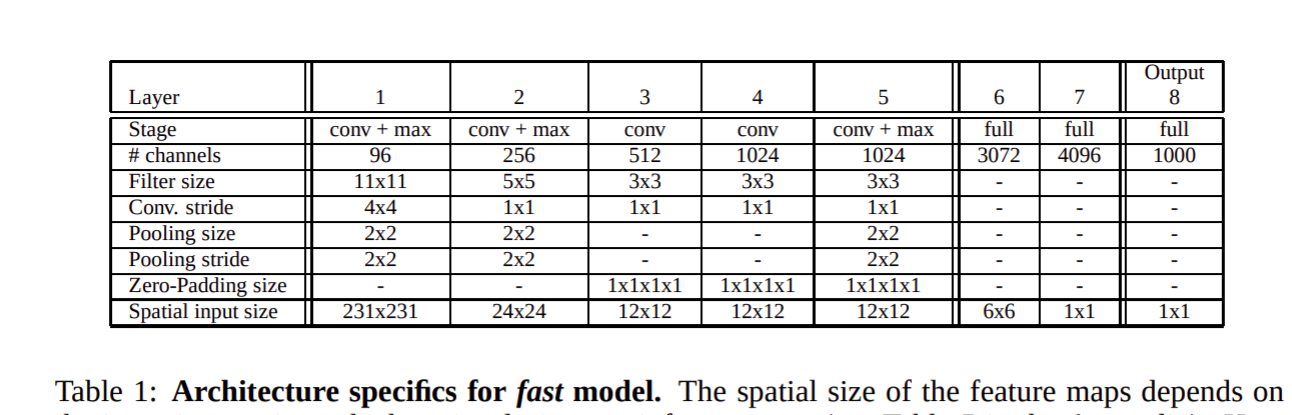 Output
Layer 1 2 3 4 5 6 7 8
Stage conv + max conv + max conv conv conv + max full full full
# channels 96 256 512 1024 1024 3072 4096 1000
Filter size 11x11 5x5 3x3 3x3 3x3 - - -
Conv. stride 4x4 1x1 1x1 1x1 1x1 - - -
Pooling size 2x2 2x2 - - 2x2 - - -
Pooling stride 2x2 2x2 - - 2x2 - - -
Zero-Padding size - - 1x1x1x1 1x1x1x1 1x1x1x1 - - -
Spatial input size 231x231 24x24 12x12 12x12 12x12 6x6 1x1 1x1
Table 1: Architecture specifics for fast model. The spatial size of the feature maps depends on